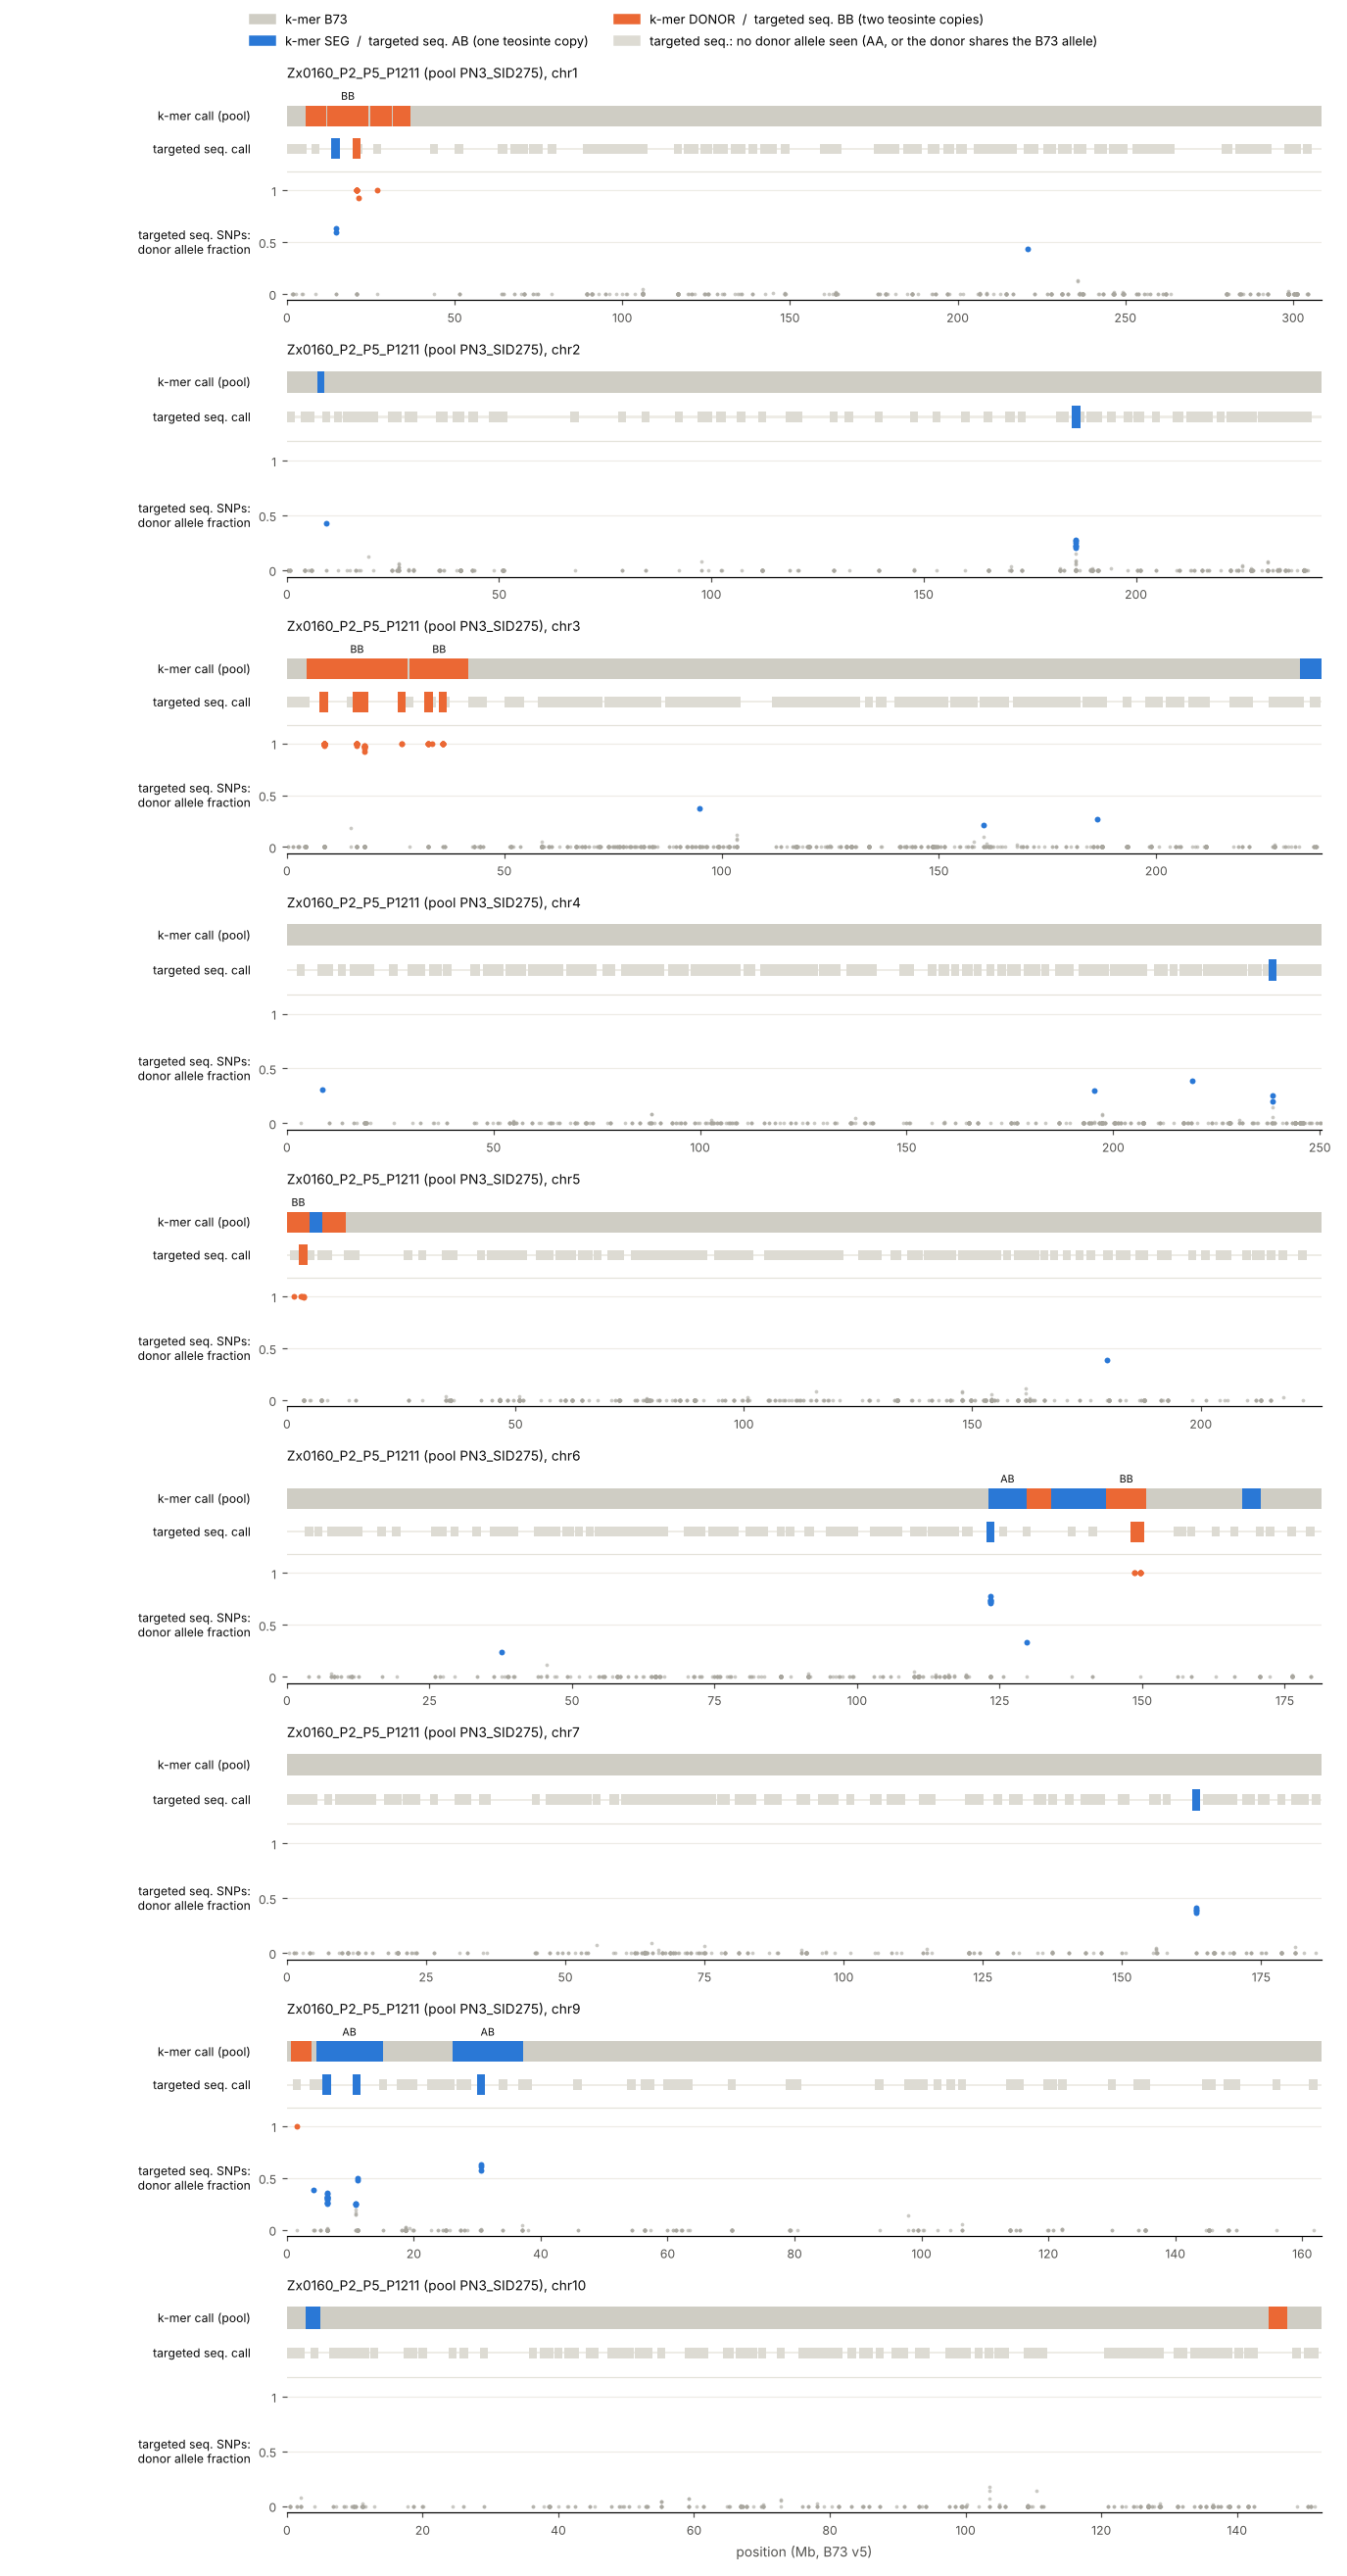 k-mer B73
k-mer DONOR / targeted seq. BB (two teosinte copies)
k-mer SEG / targeted seq. AB (one teosinte copy)
targeted seq.: no donor allele seen (AA, or the donor shares the B73 allele)
Zx0160_P2_P5_P1211 (pool PN3_SID275), chr1
BB
k-mer call (pool)
targeted seq. call
1
targeted seq. SNPs:
donor allele fraction
0.5
0
0 50 100 150 200 250 300
Zx0160_P2_P5_P1211 (pool PN3_SID275), chr2
k-mer call (pool)
targeted seq. call
1
targeted seq. SNPs:
donor allele fraction
0.5
0
0 50 100 150 200
Zx0160_P2_P5_P1211 (pool PN3_SID275), chr3
BB BB
k-mer call (pool)
targeted seq. call
1
targeted seq. SNPs:
donor allele fraction
0.5
0
0 50 100 150 200
Zx0160_P2_P5_P1211 (pool PN3_SID275), chr4
k-mer call (pool)
targeted seq. call
1
targeted seq. SNPs:
donor allele fraction
0.5
0
0 50 100 150 200 250
Zx0160_P2_P5_P1211 (pool PN3_SID275), chr5
BB
k-mer call (pool)
targeted seq. call
1
targeted seq. SNPs:
donor allele fraction
0.5
0
0 50 100 150 200
Zx0160_P2_P5_P1211 (pool PN3_SID275), chr6
AB BB
k-mer call (pool)
targeted seq. call
1
targeted seq. SNPs:
donor allele fraction
0.5
0
0 25 50 75 100 125 150 175
Zx0160_P2_P5_P1211 (pool PN3_SID275), chr7
k-mer call (pool)
targeted seq. call
1
targeted seq. SNPs:
donor allele fraction
0.5
0
0 25 50 75 100 125 150 175
Zx0160_P2_P5_P1211 (pool PN3_SID275), chr9
AB AB
k-mer call (pool)
targeted seq. call
1
targeted seq. SNPs:
donor allele fraction
0.5
0
0 20 40 60 80 100 120 140 160
Zx0160_P2_P5_P1211 (pool PN3_SID275), chr10
k-mer call (pool)
targeted seq. call
1
targeted seq. SNPs:
donor allele fraction
0.5
0
0 20 40 60 80 100 120 140
position (Mb, B73 v5)